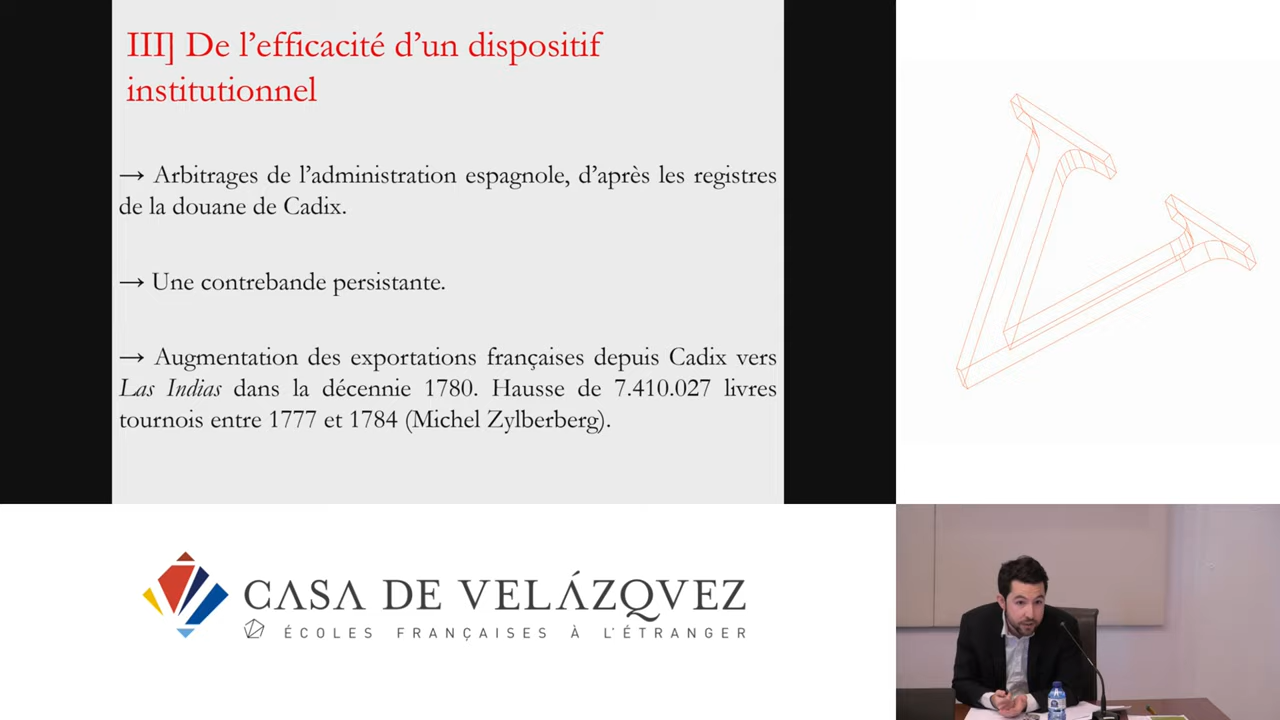 III] De l’efficacité d’un dispositif
institutionnel
→ Arbitrages de l’administration espagnole, d’après les registres
de la douane de Cadix.
→ Une contrebande persistante.
→ Augmentation des exportations françaises depuis Cadix vers
Las Indias dans la décennie 1780. Hausse de 7.410.027 livres
tournois entre 1777 et 1784 (Michel Zylberberg).
CASA DE VELÁZQVEZ
ÉCOLES FRANÇAISES À L'ÉTRANGER